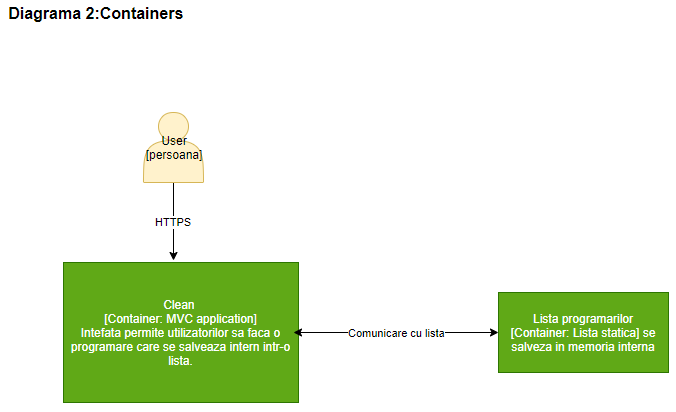 Diagrama 2:Containers
User
[persoana]
HTTPS
Clean
[Container: MVC application]
Intefata permite utilizatorilor sa faca o
programare care se salveaza intern intr-o
lista.
Comunicare cu lista
Lista programarilor
[Container: Lista statica] se
salveza in memoria interna